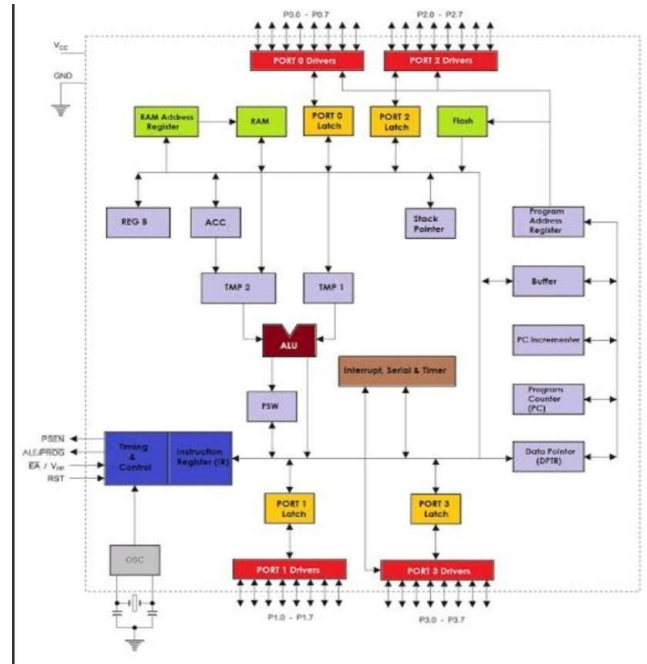 P0.0 - P0.7
P2.0 - P2.7
VCC
PORT 0 Drivers
PORT 2 Drivers
GND
RAM Address
Register
RAM
PORT 0
Latch
PORT 2
Latch
Flash
REG B
ACC
Stack
Pointer
Program
Address
Register
TMP 2
TMP 1
Buffer
ALU
PC Incrementer
Interrupt, Serial & Timer
PSW
Program
Counter
(PC)
PSEN
ALE/PROG
EA / VPP
RST
Timing
&
Control
Instruction
Register (IR)
Data Pointer
(DPTR)
PORT 1
Latch
PORT 3
Latch
OSC
PORT 1 Drivers
PORT 3 Drivers
P1.0 - P1.7
P3.0 - P3.7